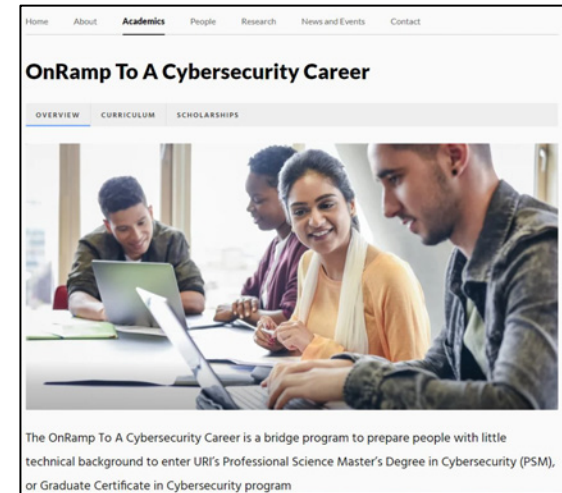 Home About Academics People Research News and Events Contact
OnRamp To A Cybersecurity Career
OVERVIEW CURRICULUM SCHOLARSHIPS
The OnRamp To A Cybersecurity Career is a bridge program to prepare people with little
technical background to enter URI's Professional Science Master's Degree in Cybersecurity (PSM),
or Graduate Certificate in Cybersecurity program